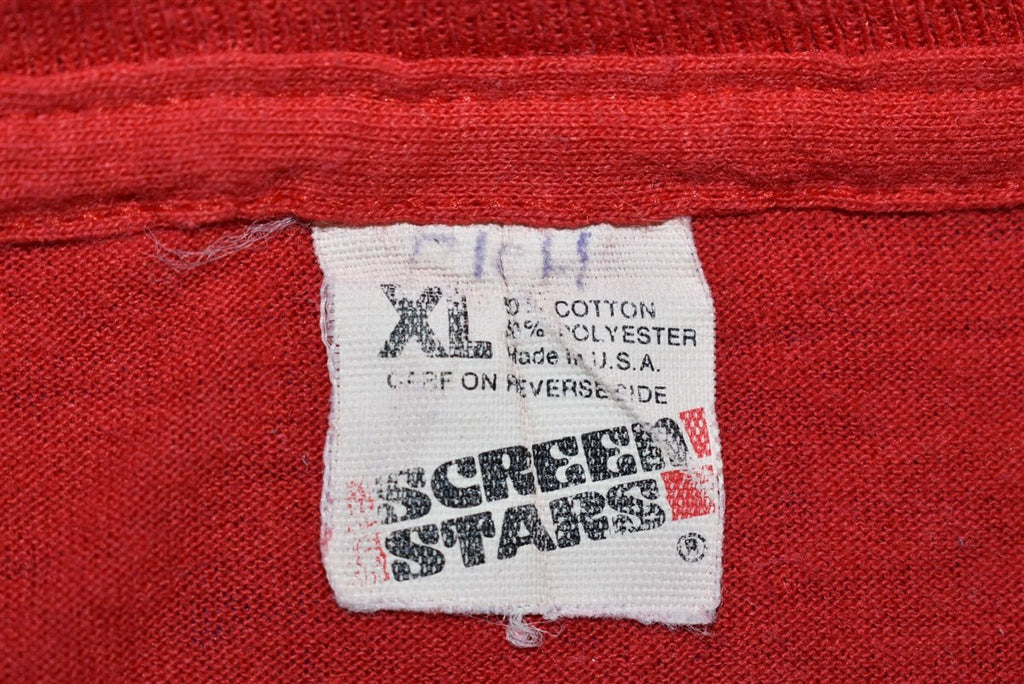 XL
% COTTON
% POLYESTER
Made in U.S.A.
CARE ON REVERSE SIDE
SCREEN
STARS
®